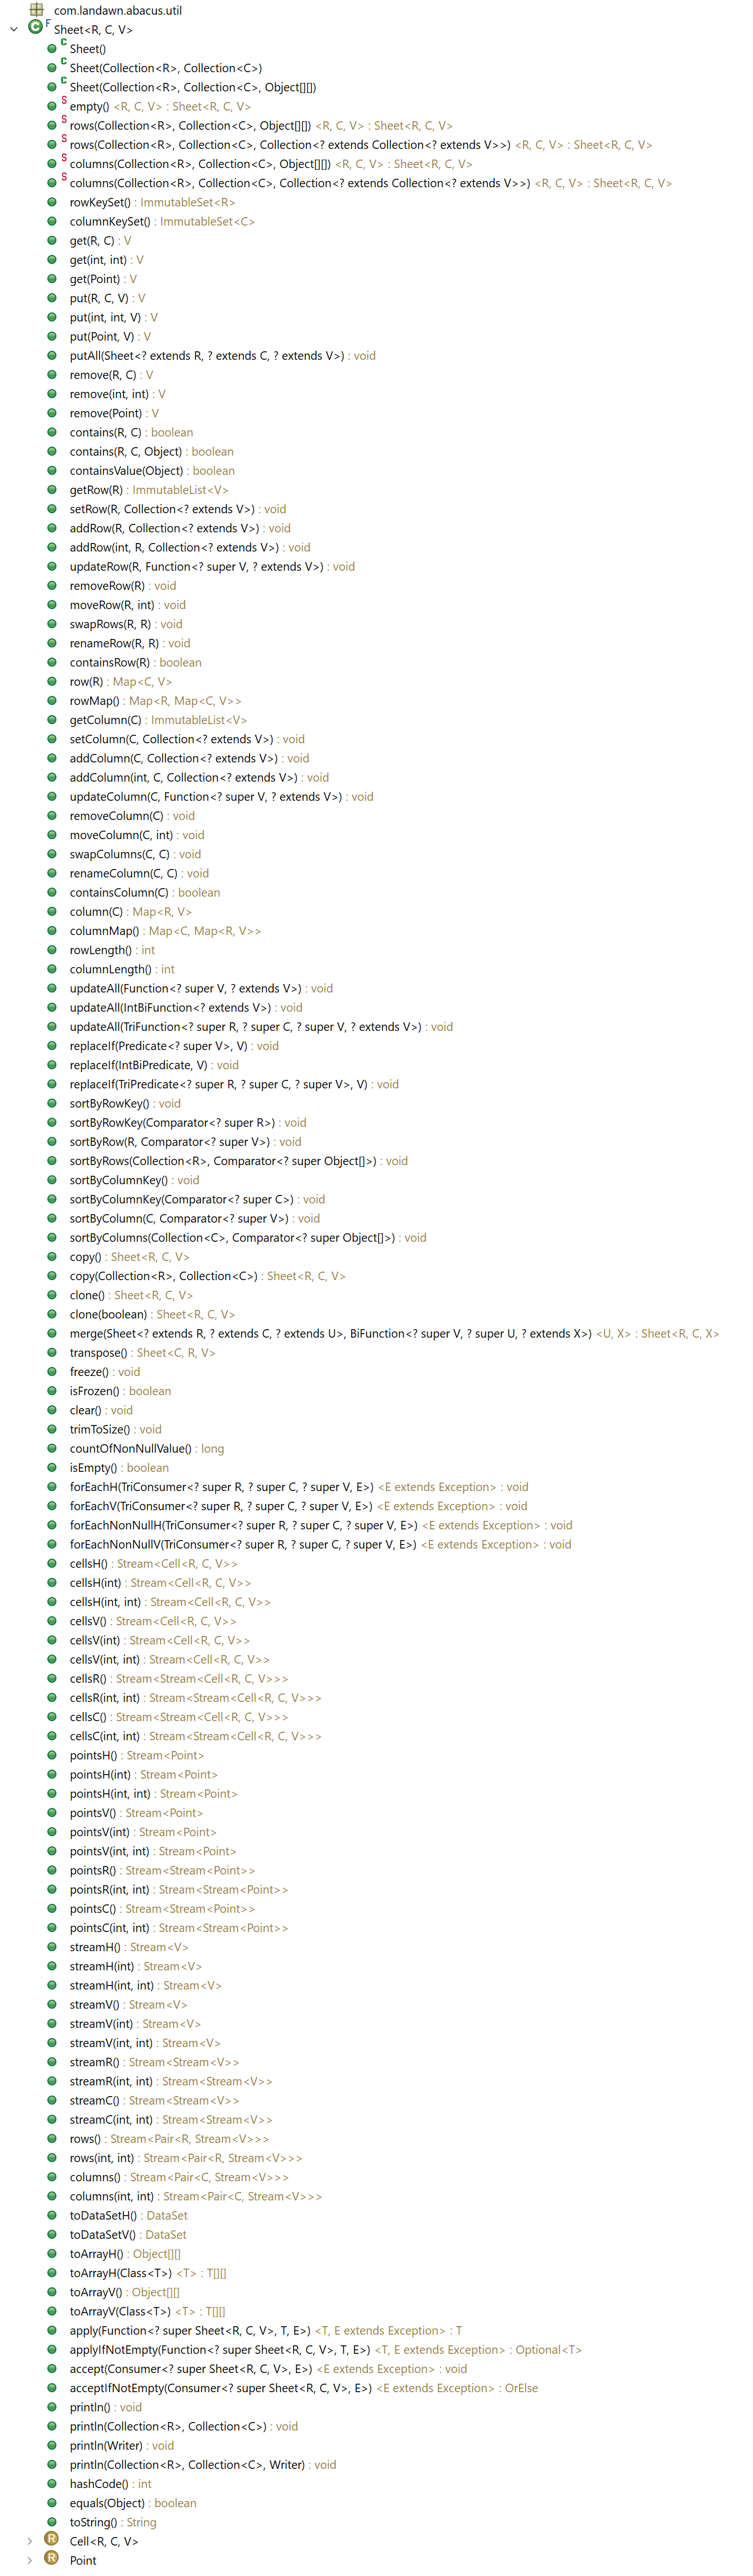 com.landawn.abacus.util
Sheet<R, C, V>
Sheet()
Sheet(Collection<R>, Collection<C>)
Sheet(Collection<R>, Collection<C>, Object[][])
empty() <R, C, V> : Sheet<R, C, V>
rows(Collection<R>, Collection<C>, Object[][]) <R, C, V> : Sheet<R, C, V>
rows(Collection<R>, Collection<C>, Collection<? extends Collection<? extends V>>) <R, C, V> : Sheet<R, C, V>
columns(Collection<R>, Collection<C>, Object[][]) <R, C, V> : Sheet<R, C, V>
columns(Collection<R>, Collection<C>, Collection<? extends Collection<? extends V>>) <R, C, V> : Sheet<R, C, V>
rowKeySet() : ImmutableSet<R>
columnKeySet() : ImmutableSet<C>
get(R, C) : V
get(int, int) : V
get(Point) : V
put(R, C, V) : V
put(int, int, V) : V
put(Point, V) : V
putAll(Sheet<? extends R, ? extends C, ? extends V>) : void
remove(R, C) : V
remove(int, int) : V
remove(Point) : V
contains(R, C) : boolean
contains(R, C, Object) : boolean
containsValue(Object) : boolean
getRow(R) : ImmutableList<V>
setRow(R, Collection<? extends V>) : void
addRow(R, Collection<? extends V>) : void
addRow(int, R, Collection<? extends V>) : void
updateRow(R, Function<? super V, ? extends V>) : void
removeRow(R) : void
moveRow(R, int) : void
swapRows(R, R) : void
renameRow(R, R) : void
containsRow(R) : boolean
row(R) : Map<C, V>
rowMap() : Map<R, Map<C, V>>
getColumn(C) : ImmutableList<V>
setColumn(C, Collection<? extends V>) : void
addColumn(C, Collection<? extends V>) : void
addColumn(int, C, Collection<? extends V>) : void
updateColumn(C, Function<? super V, ? extends V>) : void
removeColumn(C) : void
moveColumn(C, int) : void
swapColumns(C, C) : void
renameColumn(C, C) : void
containsColumn(C) : boolean
column(C) : Map<R, V>
columnMap() : Map<C, Map<R, V>>
rowLength() : int
columnLength() : int
updateAll(Function<? super V, ? extends V>) : void
updateAll(IntBiFunction<? extends V>) : void
updateAll(TriFunction<? super R, ? super C, ? super V, ? extends V>) : void
replaceIf(Predicate<? super V>, V) : void
replaceIf(IntBiPredicate, V) : void
replaceIf(TriPredicate<? super R, ? super C, ? super V>, V) : void
sortByRowKey() : void
sortByRowKey(Comparator<? super R>) : void
sortByRow(R, Comparator<? super V>) : void
sortByRows(Collection<R>, Comparator<? super Object[]>) : void
sortByColumnKey() : void
sortByColumnKey(Comparator<? super C>) : void
sortByColumn(C, Comparator<? super V>) : void
sortByColumns(Collection<C>, Comparator<? super Object[]>) : void
copy() : Sheet<R, C, V>
copy(Collection<R>, Collection<C>) : Sheet<R, C, V>
clone() : Sheet<R, C, V>
clone(boolean) : Sheet<R, C, V>
merge(Sheet<? extends R, ? extends C, ? extends U>, BiFunction<? super V, ? super U, ? extends X>) <U, X> : Sheet<R, C, X>
transpose() : Sheet<C, R, V>
freeze() : void
isFrozen() : boolean
clear() : void
trimToSize() : void
countOfNonNullValue() : long
isEmpty() : boolean
forEachH(TriConsumer<? super R, ? super C, ? super V, E>) <E extends Exception> : void
forEachV(TriConsumer<? super R, ? super C, ? super V, E>) <E extends Exception> : void
forEachNonNullH(TriConsumer<? super R, ? super C, ? super V, E>) <E extends Exception> : void
forEachNonNullV(TriConsumer<? super R, ? super C, ? super V, E>) <E extends Exception> : void
cellsH() : Stream<Cell<R, C, V>>
cellsH(int) : Stream<Cell<R, C, V>>
cellsH(int, int) : Stream<Cell<R, C, V>>
cellsV() : Stream<Cell<R, C, V>>
cellsV(int) : Stream<Cell<R, C, V>>
cellsV(int, int) : Stream<Cell<R, C, V>>
cellsR() : Stream<Stream<Cell<R, C, V>>>
cellsR(int, int) : Stream<Stream<Cell<R, C, V>>>
cellsC() : Stream<Stream<Cell<R, C, V>>>
cellsC(int, int) : Stream<Stream<Cell<R, C, V>>>
pointsH() : Stream<Point>
pointsH(int) : Stream<Point>
pointsH(int, int) : Stream<Point>
pointsV() : Stream<Point>
pointsV(int) : Stream<Point>
pointsV(int, int) : Stream<Point>
pointsR() : Stream<Stream<Point>>
pointsR(int, int) : Stream<Stream<Point>>
pointsC() : Stream<Stream<Point>>
pointsC(int, int) : Stream<Stream<Point>>
streamH() : Stream<V>
streamH(int) : Stream<V>
streamH(int, int) : Stream<V>
streamV() : Stream<V>
streamV(int) : Stream<V>
streamV(int, int) : Stream<V>
streamR() : Stream<Stream<V>>
streamR(int, int) : Stream<Stream<V>>
streamC() : Stream<Stream<V>>
streamC(int, int) : Stream<Stream<V>>
rows() : Stream<Pair<R, Stream<V>>>
rows(int, int) : Stream<Pair<R, Stream<V>>>
columns() : Stream<Pair<C, Stream<V>>>
columns(int, int) : Stream<Pair<C, Stream<V>>>
toDataSetH() : DataSet
toDataSetV() : DataSet
toArrayH() : Object[][]
toArrayH(Class<T>) <T> : T[][]
toArrayV() : Object[][]
toArrayV(Class<T>) <T> : T[][]
apply(Function<? super Sheet<R, C, V>, T, E>) <T, E extends Exception> : T
applyIfNotEmpty(Function<? super Sheet<R, C, V>, T, E>) <T, E extends Exception> : Optional<T>
accept(Consumer<? super Sheet<R, C, V>, E>) <E extends Exception> : void
acceptIfNotEmpty(Consumer<? super Sheet<R, C, V>, E>) <E extends Exception> : OrElse
println() : void
println(Collection<R>, Collection<C>) : void
println(Writer) : void
println(Collection<R>, Collection<C>, Writer) : void
hashCode() : int
equals(Object) : boolean
toString() : String
Cell<R, C, V>
Point